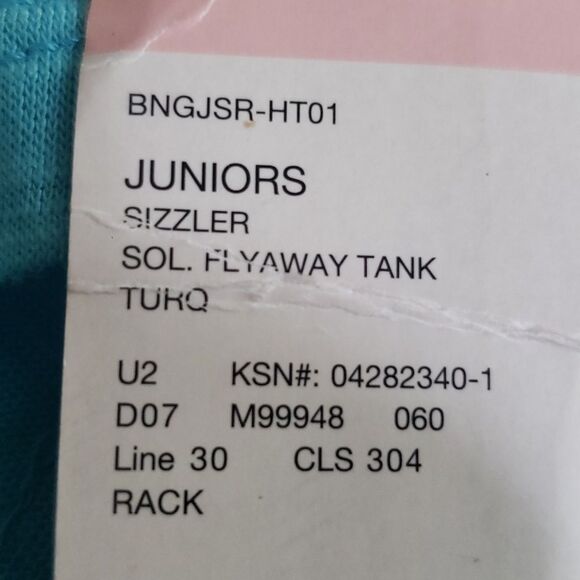 BNGJSR-HT01
JUNIORS
SIZZLER
SOL. FLYAWAY TANK
TURQ
U2 KSN#: 04282340-1
D07 M99948 060
Line 30 CLS 304
RACK